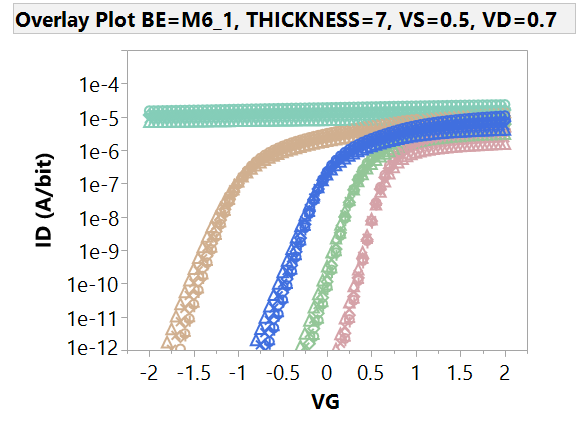 Overlay Plot BE=M6_1, THICKNESS=7, VS=0.5, VD=0.7
1e-4
1e-5
1e-6
1e-7
1e-8
1e-9
1e-10
1e-11
1e-12
ID (A/bit)
-2 -1.5 -1 -0.5 0 0.5 1 1.5 2
VG